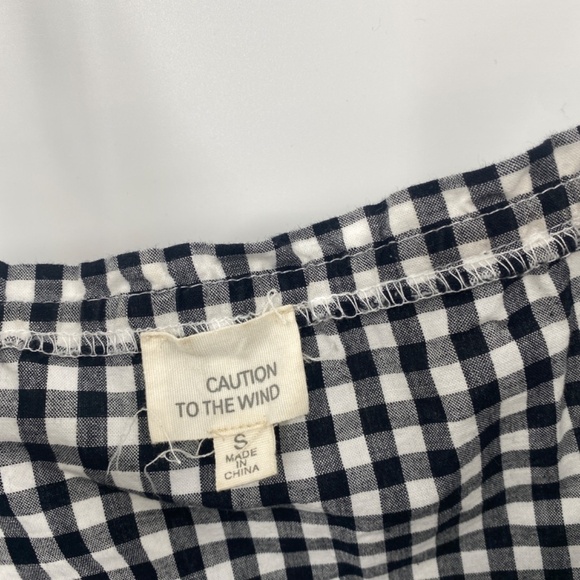 CAUTION
TO THE WIND
S
MADE
IN
CHINA